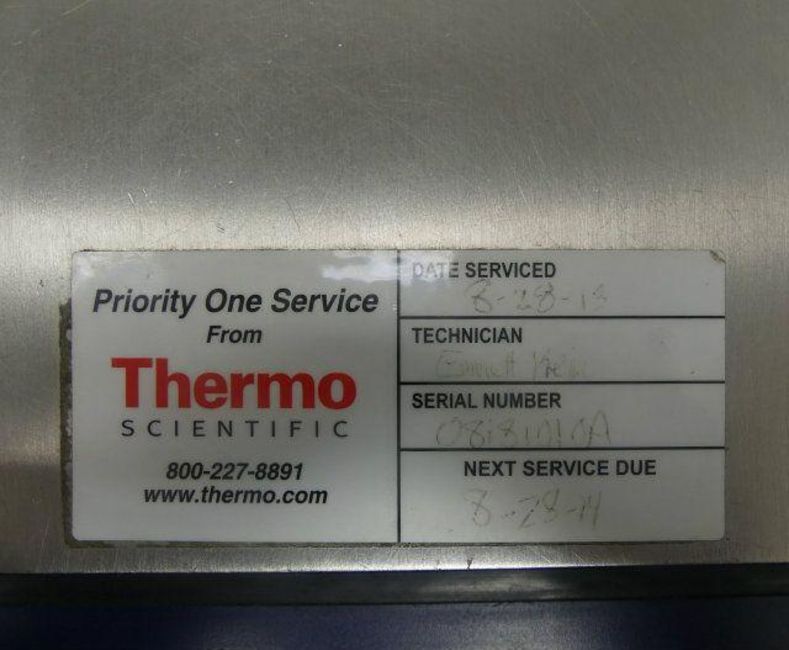 Priority One Service
From
Thermo
SCIENTIFIC
800-227-8891
www.thermo.com
DATE SERVICED
8-28-13
TECHNICIAN
SERIAL NUMBER
NEXT SERVICE DUE
8-28-14